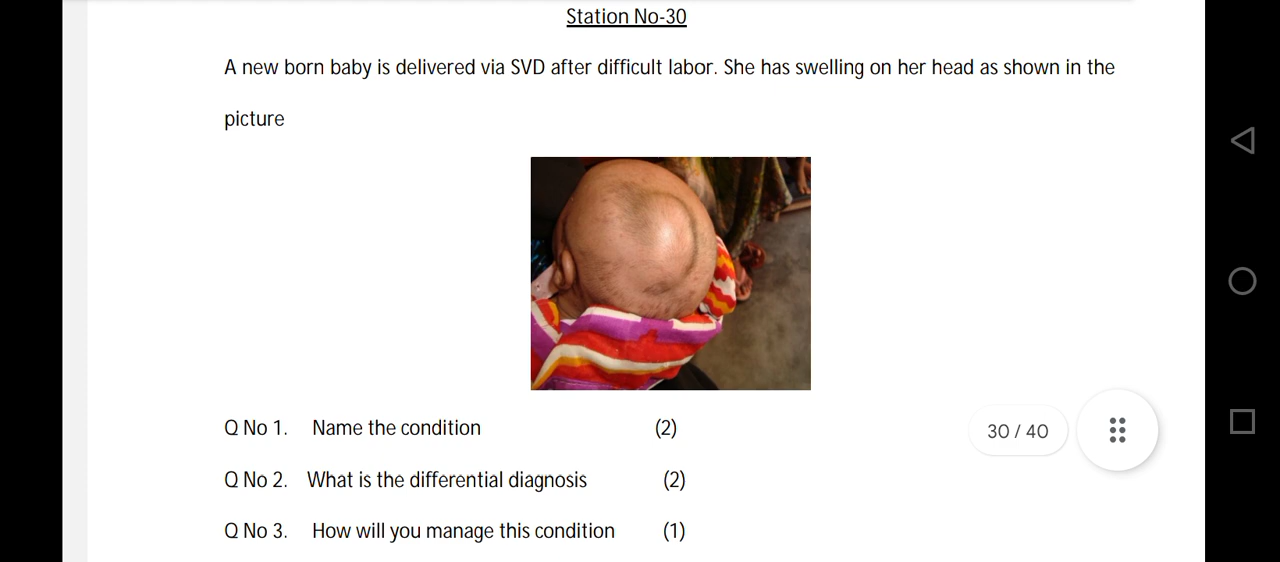 Station No-30
A new born baby is delivered via SVD after difficult labor. She has swelling on her head as shown in the
picture
Q No 1. Name the condition (2)
Q No 2. What is the differential diagnosis (2)
30 / 40
Q No 3. How will you manage this condition (1)